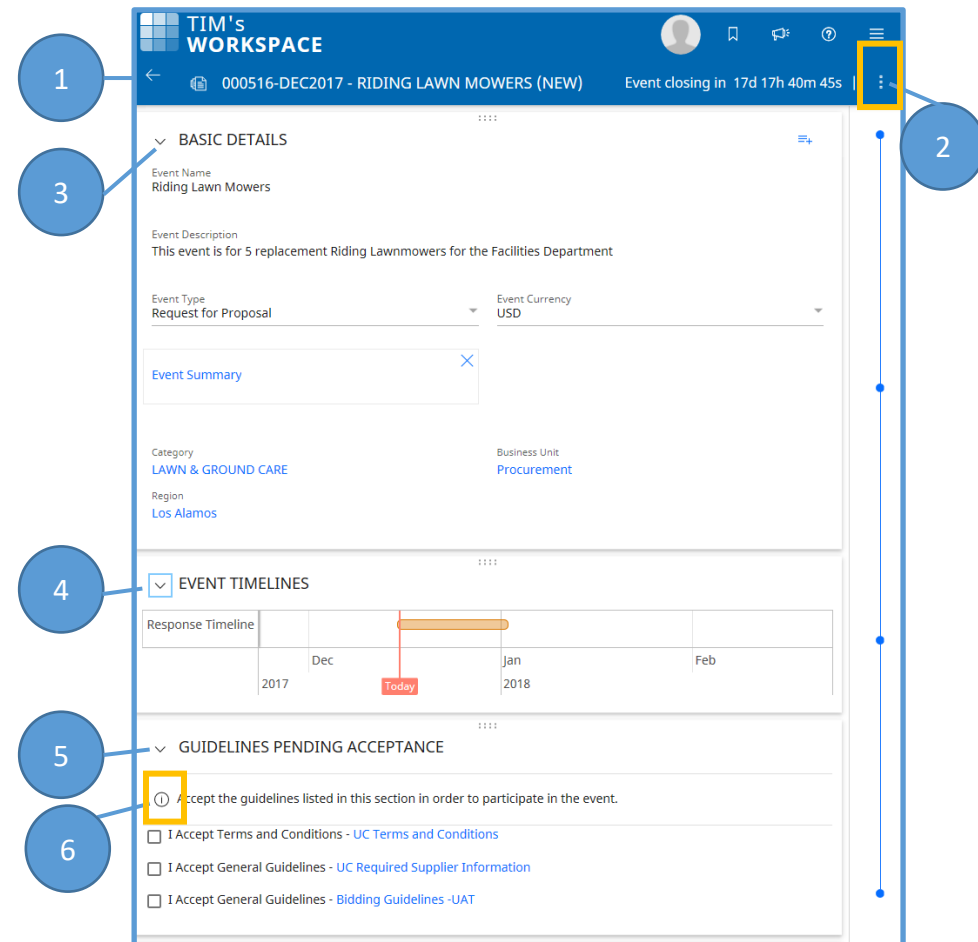 TIM's
WORKSPACE
1
000516-DEC2017 - RIDING LAWN MOWERS (NEW) Event closing in 17d 17h 40m 45s |
2
BASIC DETAILS
3
Event Name
Riding Lawn Mowers
Event Description
This event is for 5 replacement Riding Lawnmowers for the Facilities Department
Event Type Event Currency
Request for Proposal USD
Event Summary
Category Business Unit
LAWN & GROUND CARE Procurement
Region
Los Alamos
4
EVENT TIMELINES
Response Timeline
Dec Jan Feb
2017 Today 2018
5
GUIDELINES PENDING ACCEPTANCE
6
Accept the guidelines listed in this section in order to participate in the event.
I Accept Terms and Conditions - UC Terms and Conditions
I Accept General Guidelines - UC Required Supplier Information
I Accept General Guidelines - Bidding Guidelines -UAT